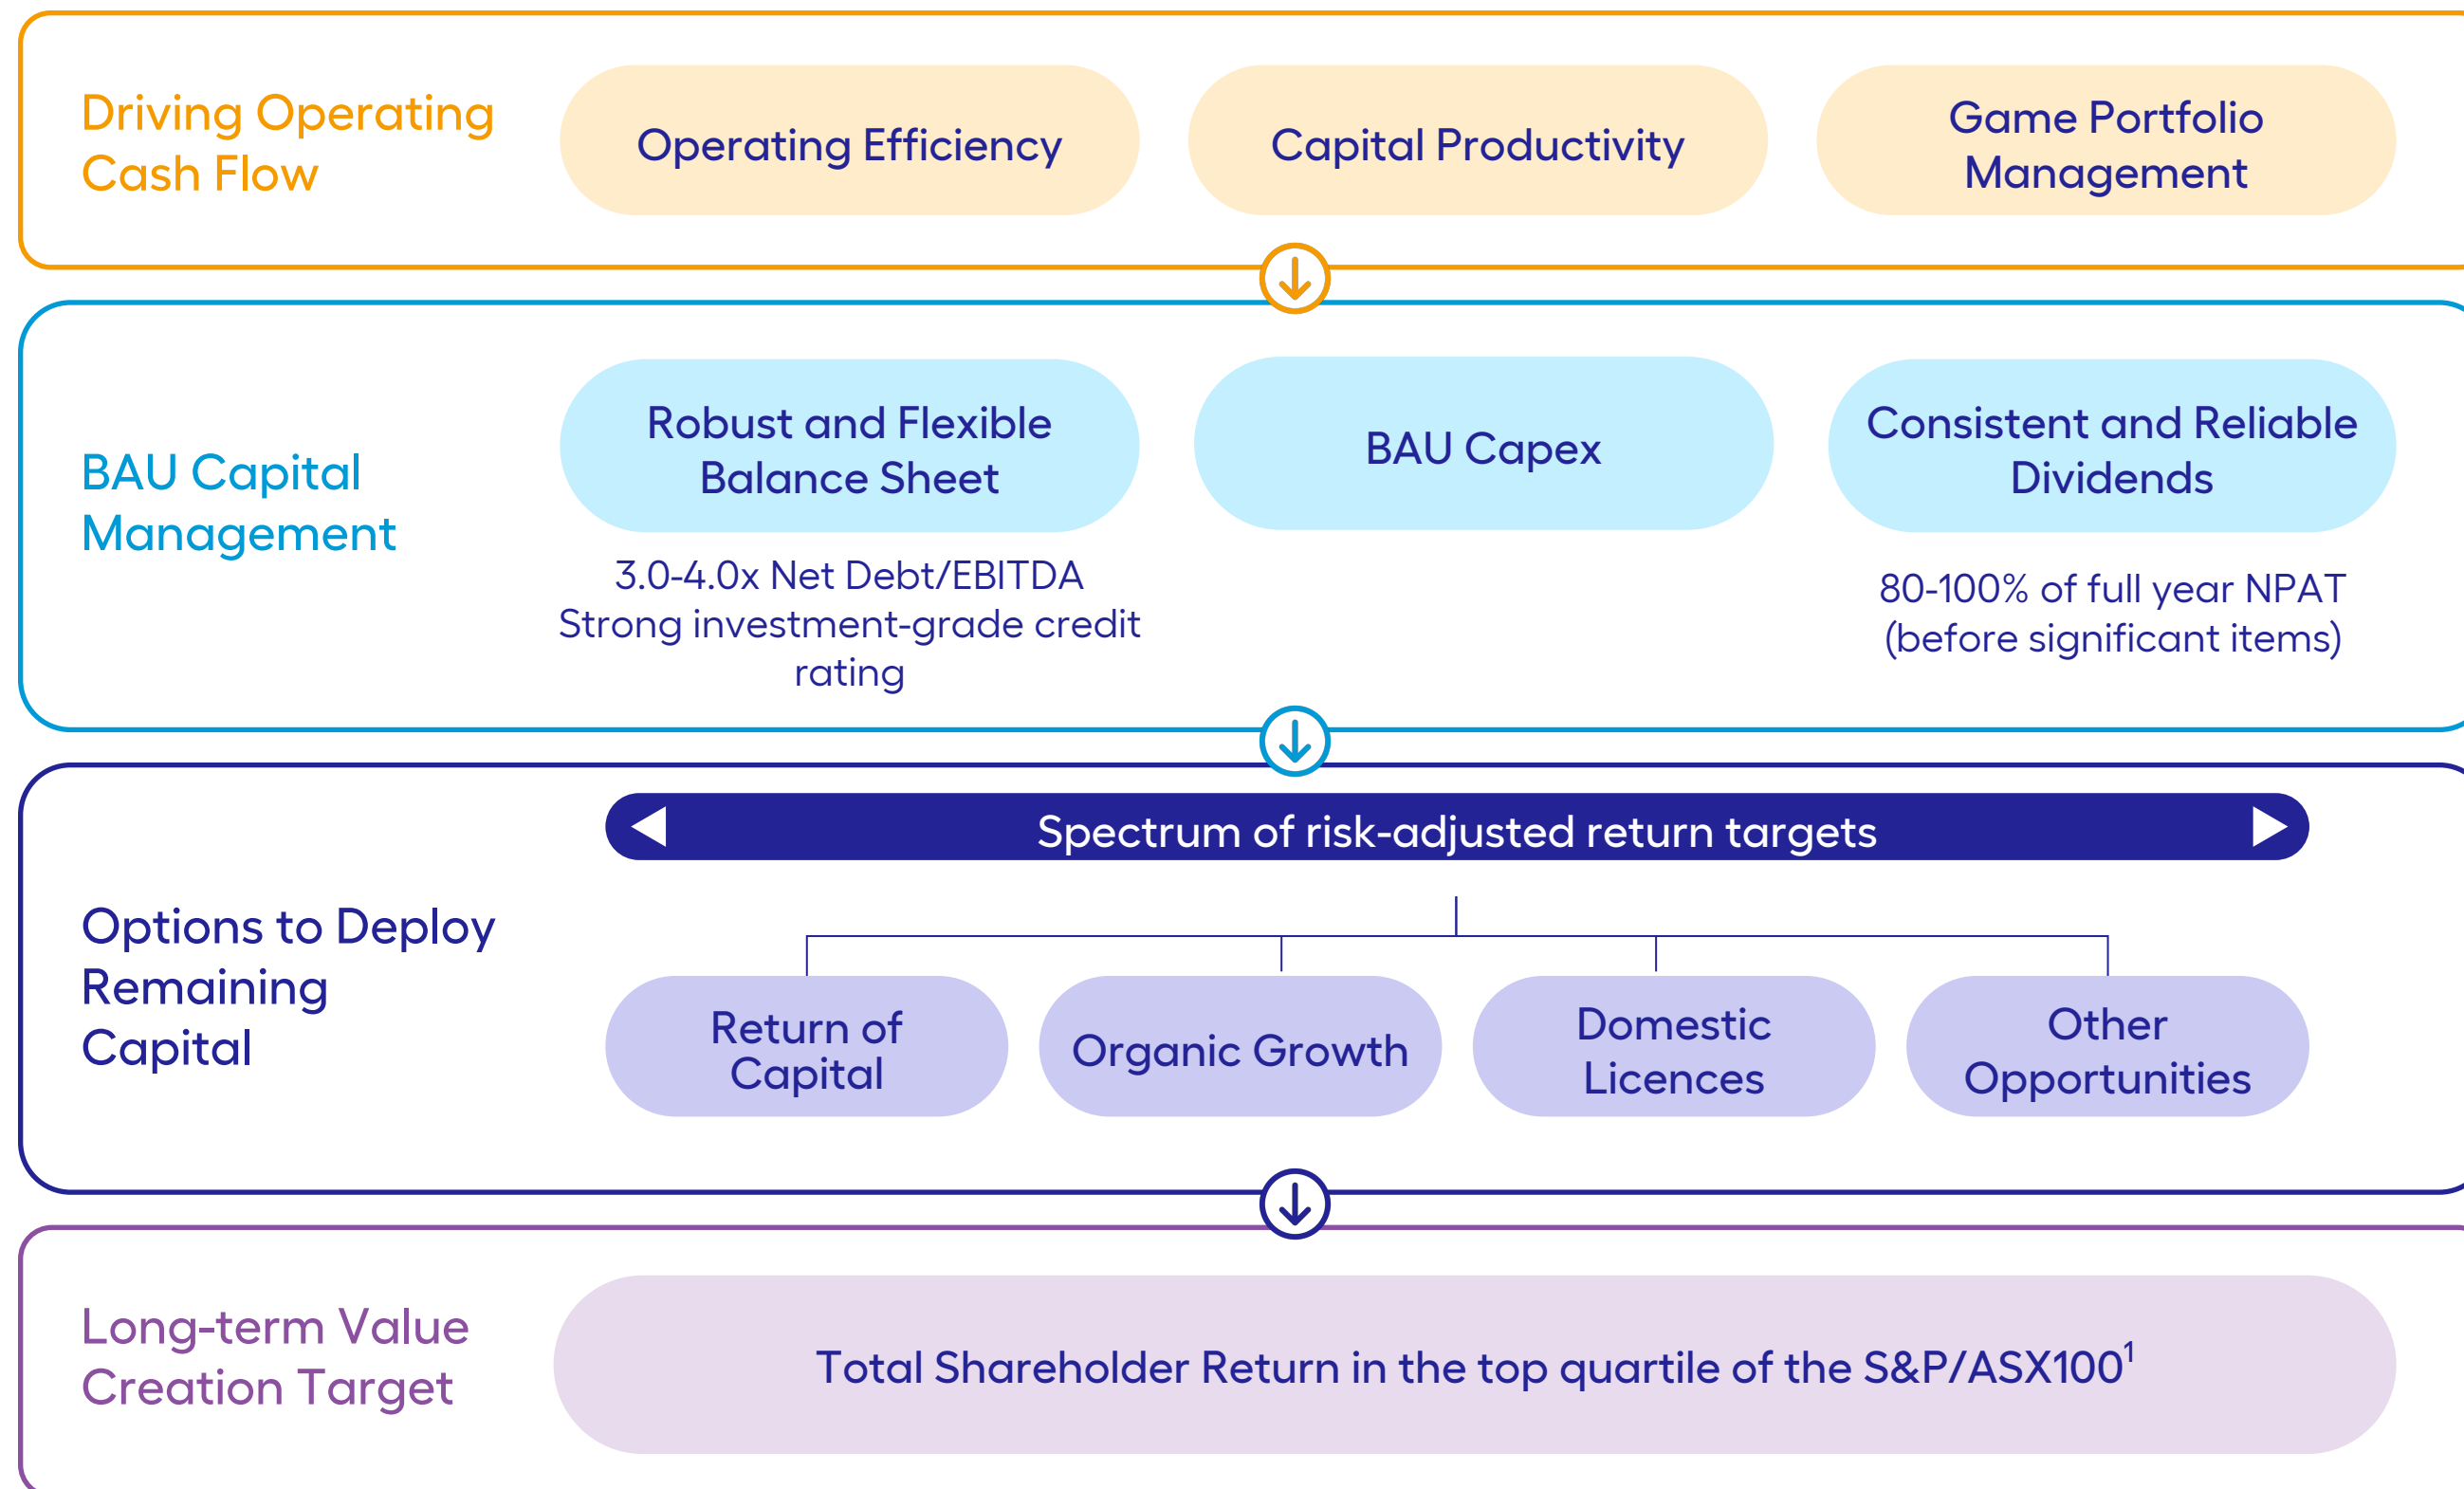 Driving Operating
Cash Flow
Operating Efficiency
Capital Productivity
Game Portfolio
Management
BAU Capital
Management
Robust and Flexible
Balance Sheet
3.0-4.0x Net Debt/EBITDA
Strong investment-grade credit
rating
BAU Capex
Consistent and Reliable
Dividends
80-100% of full year NPAT
(before significant items)
Options to Deploy
Remaining
Capital
Spectrum of risk-adjusted return targets
Return of
Capital
Organic Growth
Domestic
Licences
Other
Opportunities
Long-term Value
Creation Target
Total Shareholder Return in the top quartile of the S&P/ASX100¹